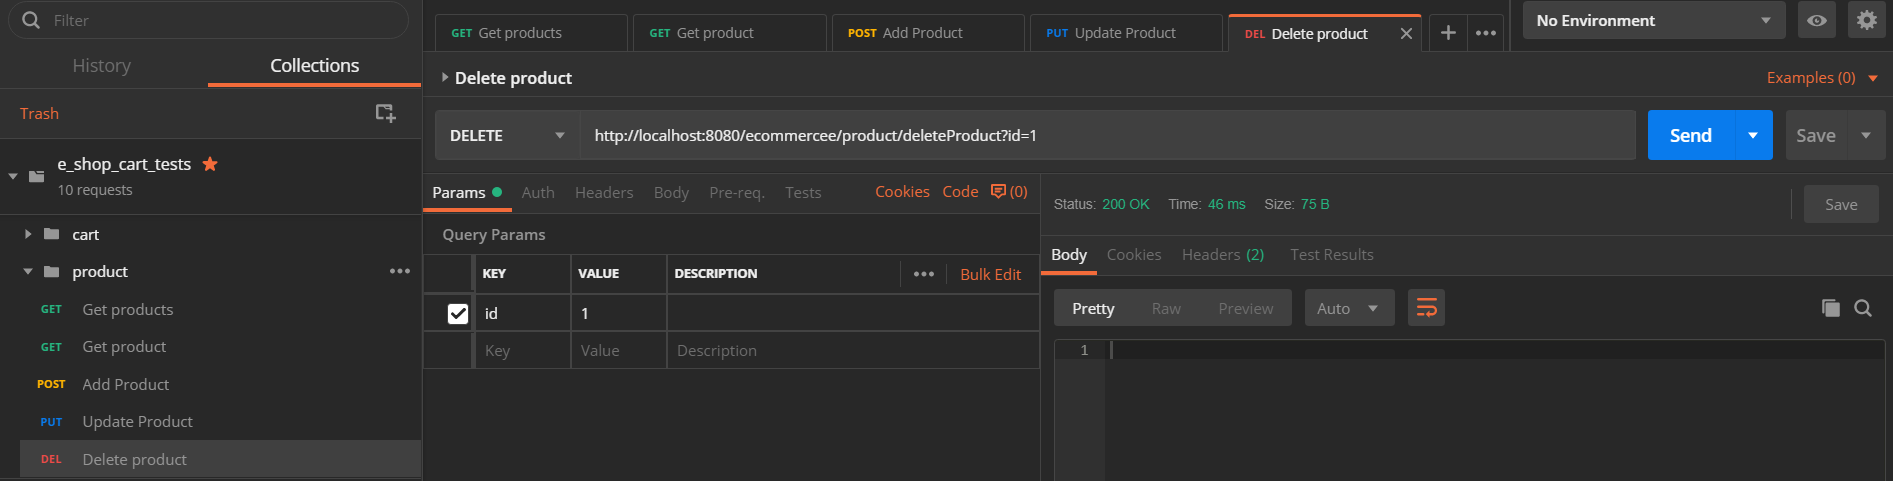 Filter
History Collections
Trash
e_shop_cart_tests
10 requests
cart
product
GET Get products
GET Get product
POST Add Product
PUT Update Product
DEL Delete product
GET Get products GET Get product POST Add Product PUT Update Product DEL Delete product
No Environment
Delete product
Examples (0)
DELETE http://localhost:8080/ecommercee/product/deleteProduct?id=1 Send Save
Params Auth Headers Body Pre-req. Tests Cookies Code (0)
Query Params
KEY VALUE DESCRIPTION Bulk Edit
id 1
Key Value Description
Status: 200 OK Time: 46 ms Size: 75 B Save
Body Cookies Headers (2) Test Results
Pretty Raw Preview Auto
1